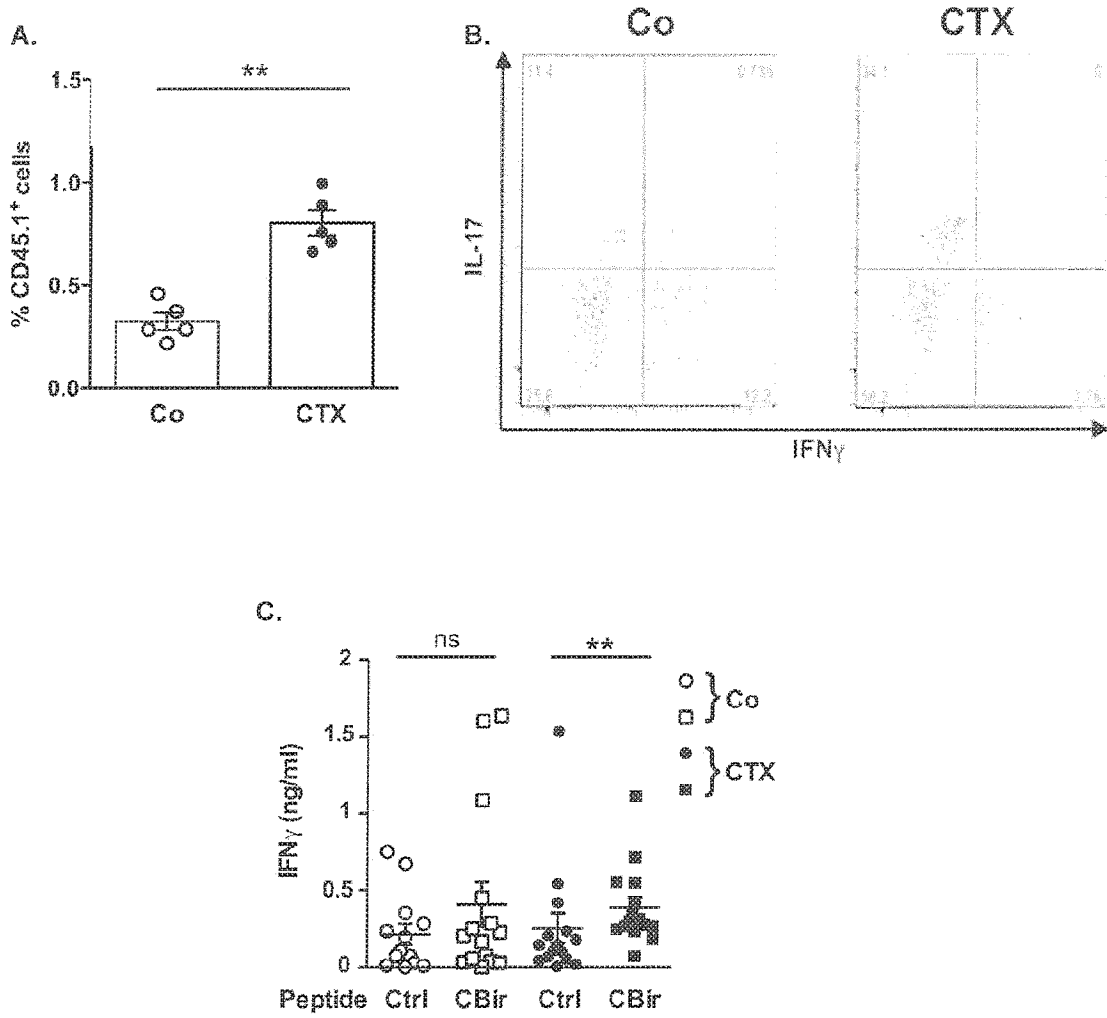 A.
**
1.5
1.0
0.5
0.0
% CD45.1+ cells
Co CTX
B.
Co CTX
IL-17
IFNγ
C.
ns **
2
1.5
1
0.5
0
IFNγ (ng/ml)
Peptide Ctrl CBir Ctrl CBir
} Co
} CTX